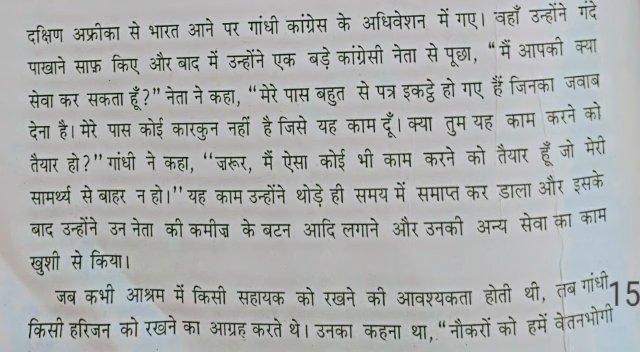 दक्षिण अफ्रीका से भारत आने पर गांधी कांग्रेस के अधिवेशन में गए। वहाँ उन्होंने गंदे
पाखाने साफ़ किए और बाद में उन्होंने एक बड़े कांग्रेसी नेता से पूछा, “मैं आपकी क्या
सेवा कर सकता हूँ?” नेता ने कहा, “मेरे पास बहुत से पत्र इकट्ठे हो गए हैं जिनका जवाब
देना है। मेरे पास कोई कारकुन नहीं है जिसे यह काम दूँ। क्या तुम यह काम करने को
तैयार हो?” गांधी ने कहा, “ज़रूर, मैं ऐसा कोई भी काम करने को तैयार हूँ जो मेरी
सामर्थ्य से बाहर न हो।” यह काम उन्होंने थोड़े ही समय में समाप्त कर डाला और इसके
बाद उन्होंने उन नेता की कमीज़ के बटन आदि लगाने और उनकी अन्य सेवा का काम
खुशी से किया।
जब कभी आश्रम में किसी सहायक को रखने की आवश्यकता होती थी, तब गांधी
किसी हरिजन को रखने का आग्रह करते थे। उनका कहना था, “नौकरों को हमें वेतनभोगी
15